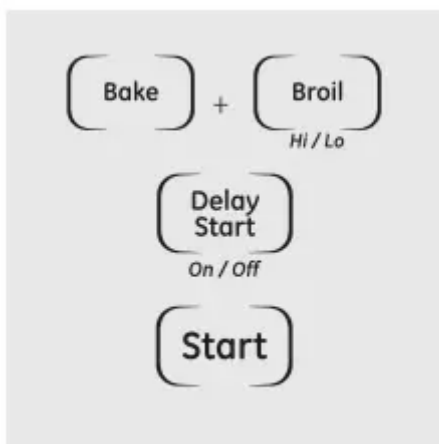 Bake + Broil
Hi / Lo
Delay
Start
On / Off
Start